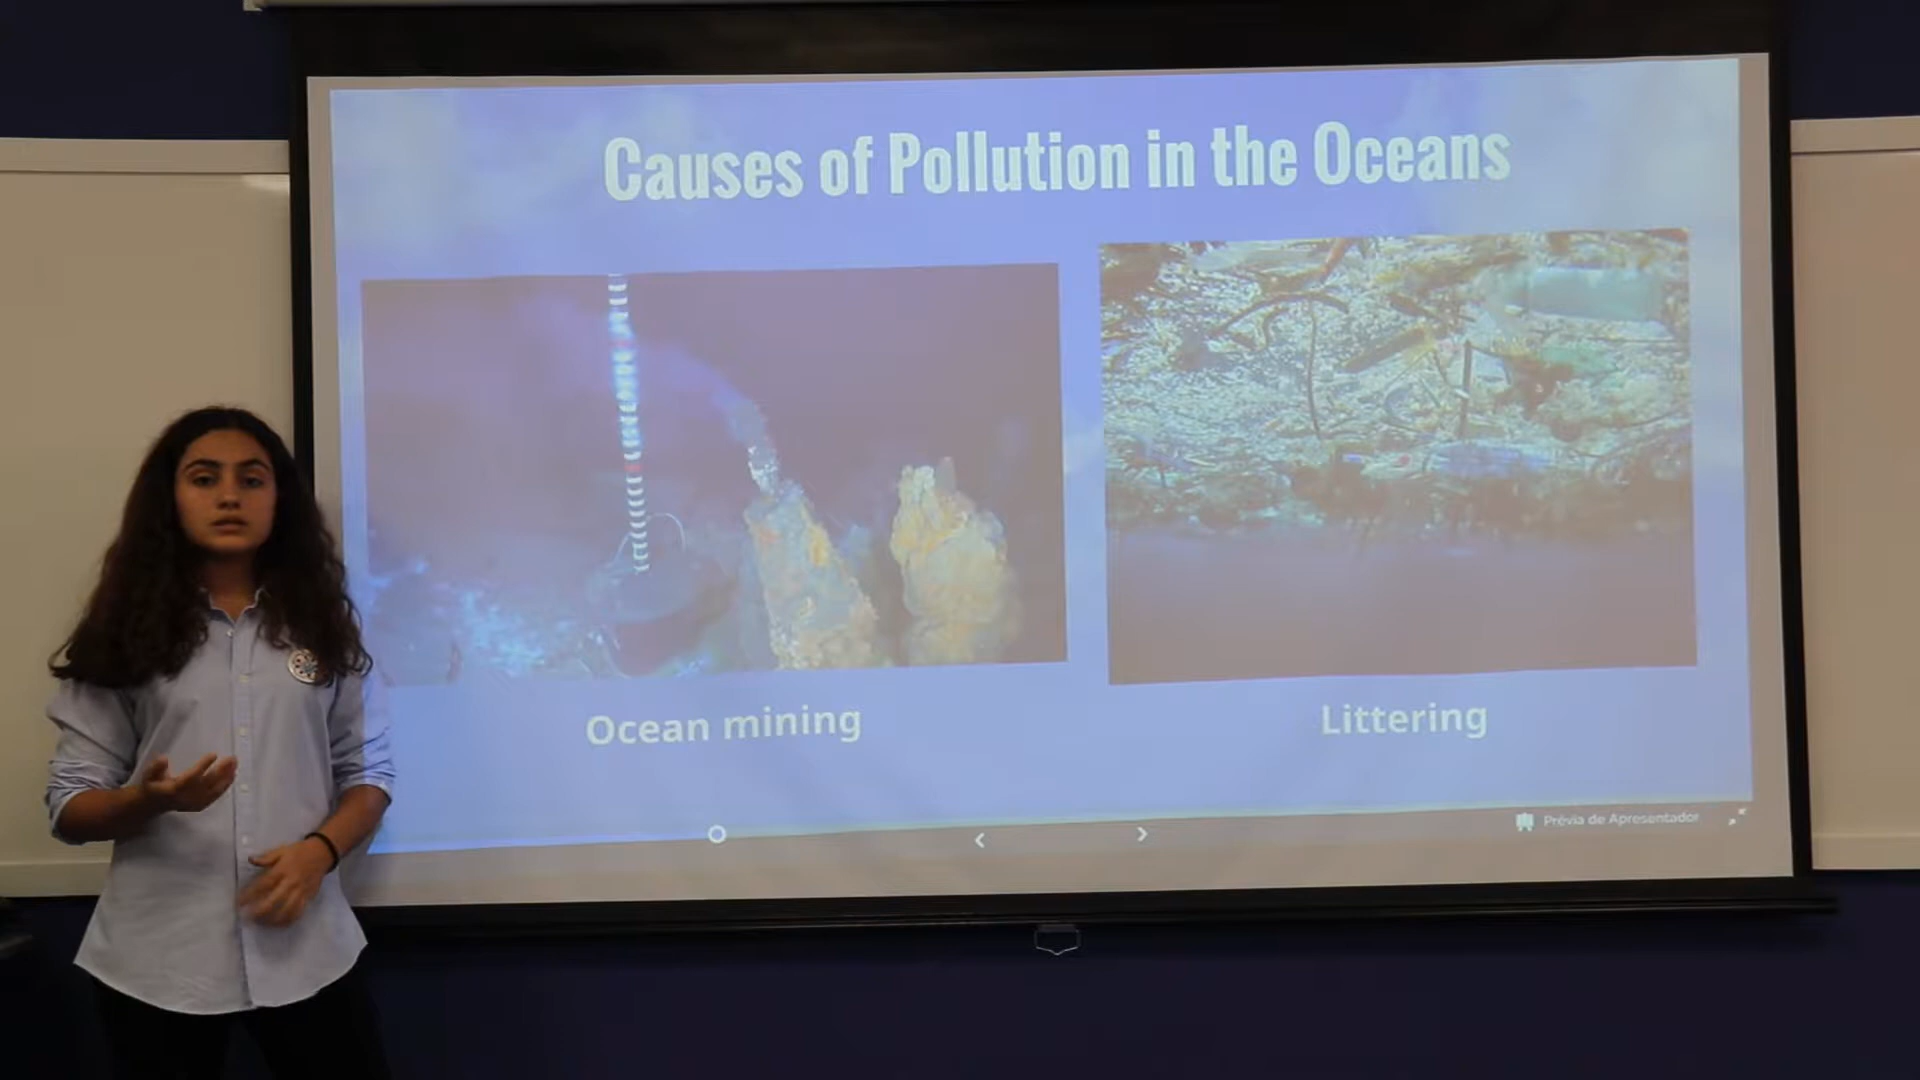 Causes of Pollution in the Oceans
Ocean mining
Littering
Prévia de Apresentador